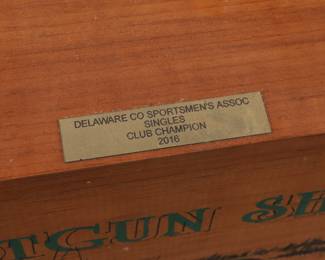 DELAWARE CO SPORTSMEN'S ASSOC
SINGLES
CLUB CHAMPION
2016